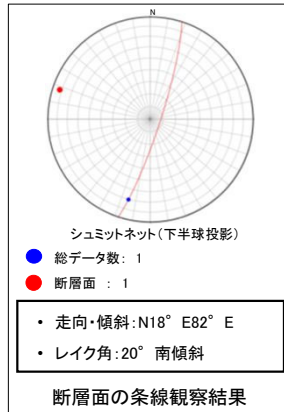 N
シュミットネット(下半球投影)
総データ数: 1
断層面 : 1
• 走向・傾斜:N18° E82° E
• レイク角:20° 南傾斜
断層面の条線観察結果